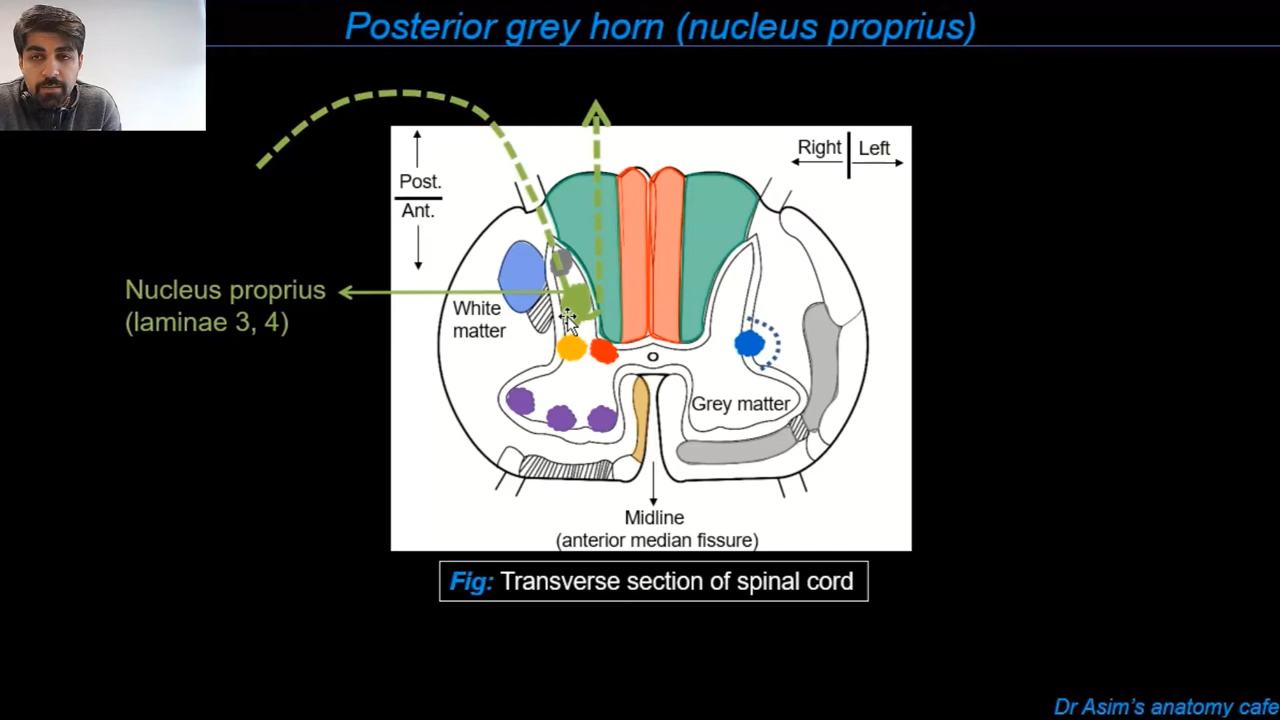 Posterior grey horn (nucleus proprius)
Right
Left
Post.
Ant.
Nucleus proprius
(laminae 3, 4)
White
matter
Grey matter
Midline
(anterior median fissure)
Fig: Transverse section of spinal cord
Dr Asim's anatomy cafe